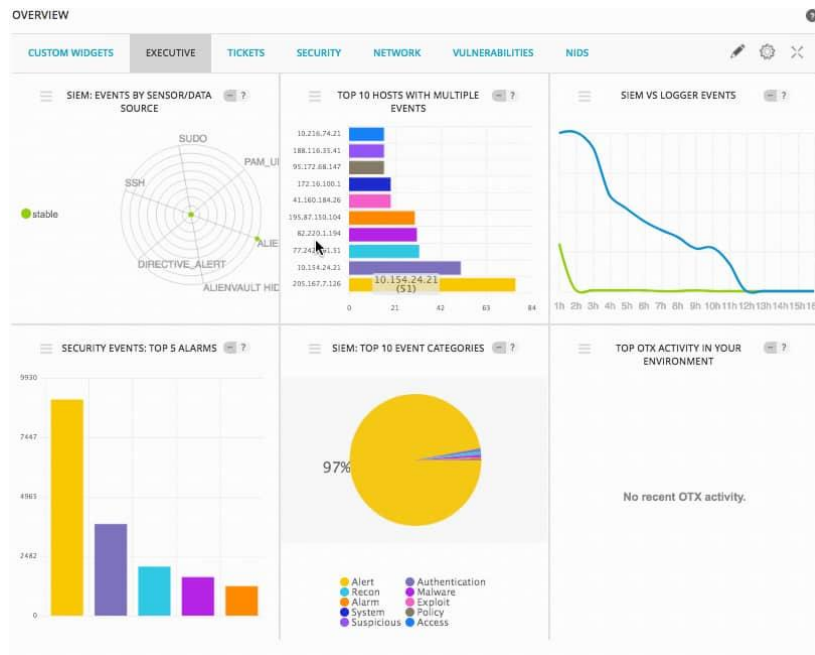 OVERVIEW
CUSTOM WIDGETS
EXECUTIVE
TICKETS
SECURITY
NETWORK
VULNERABILITIES
NIDS
SIEM: EVENTS BY SENSOR/DATA
SOURCE
?
SUDO
PAM_U
SSH
stable
ALIE
DIRECTIVE_ALERT
ALIENVAULT HID
TOP 10 HOSTS WITH MULTIPLE
EVENTS
?
10.216.74.21
188.116.35.41
95.172.68.147
172.16.100.1
41.160.184.26
195.87.150.104
62.220.1.194
10.154.24.21
205.167.7.126
10.154.24.21
(51)
0
21
42
63
84
SIEM VS LOGGER EVENTS
?
1h 2h 3h 4h 5h 6h 7h 8h 9h 10h 11h 12h 13h 14h 15h 16
SECURITY EVENTS: TOP 5 ALARMS
?
9930
7447
4965
2482
0
SIEM: TOP 10 EVENT CATEGORIES
?
97%
Alert
Authentication
Recon
Malware
Alarm
Exploit
System
Policy
Suspicious
Access
TOP OTX ACTIVITY IN YOUR
ENVIRONMENT
?
No recent OTX activity.